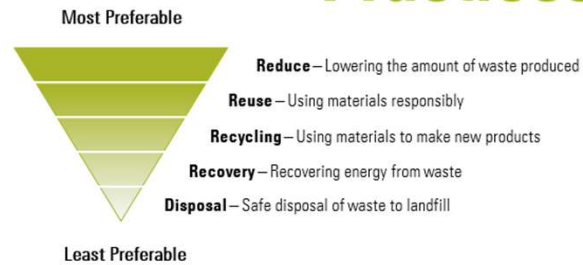 Most Preferable
Reduce – Lowering the amount of waste produced
Reuse – Using materials responsibly
Recycling – Using materials to make new products
Recovery – Recovering energy from waste
Disposal – Safe disposal of waste to landfill
Least Preferable